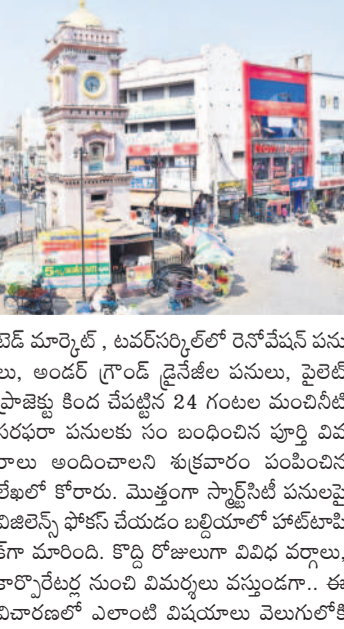 టెడ్ మార్కెట్ , టవర్‌సర్కిల్‌లో రెనోవేషన్ పను
లు, అండర్ గ్రౌండ్ డ్రైనేజీల పనులు, పైలెట్
ప్రాజెక్టు కింద చేపట్టిన 24 గంటల మంచినీటి
సరఫరా పనులకు సం బంధించిన పూర్తి వివ
రాలు అందించాలని శుక్రవారం పంపించిన
లేఖలో కోరారు. మొత్తంగా స్మార్ట్‌సిటీ పనులపై
విజిలెన్స్ ఫోకస్ చేయడం బల్దియాలో హాట్‌టాపి
క్‌గా మారింది. కొద్ది రోజులుగా వివిధ వర్గాలు,
కార్పొరేటర్ల నుంచి విమర్శలు వస్తుండగా.. ఈ
విచారణలో ఎలాంటి విషయాలు వెలుగులోకి